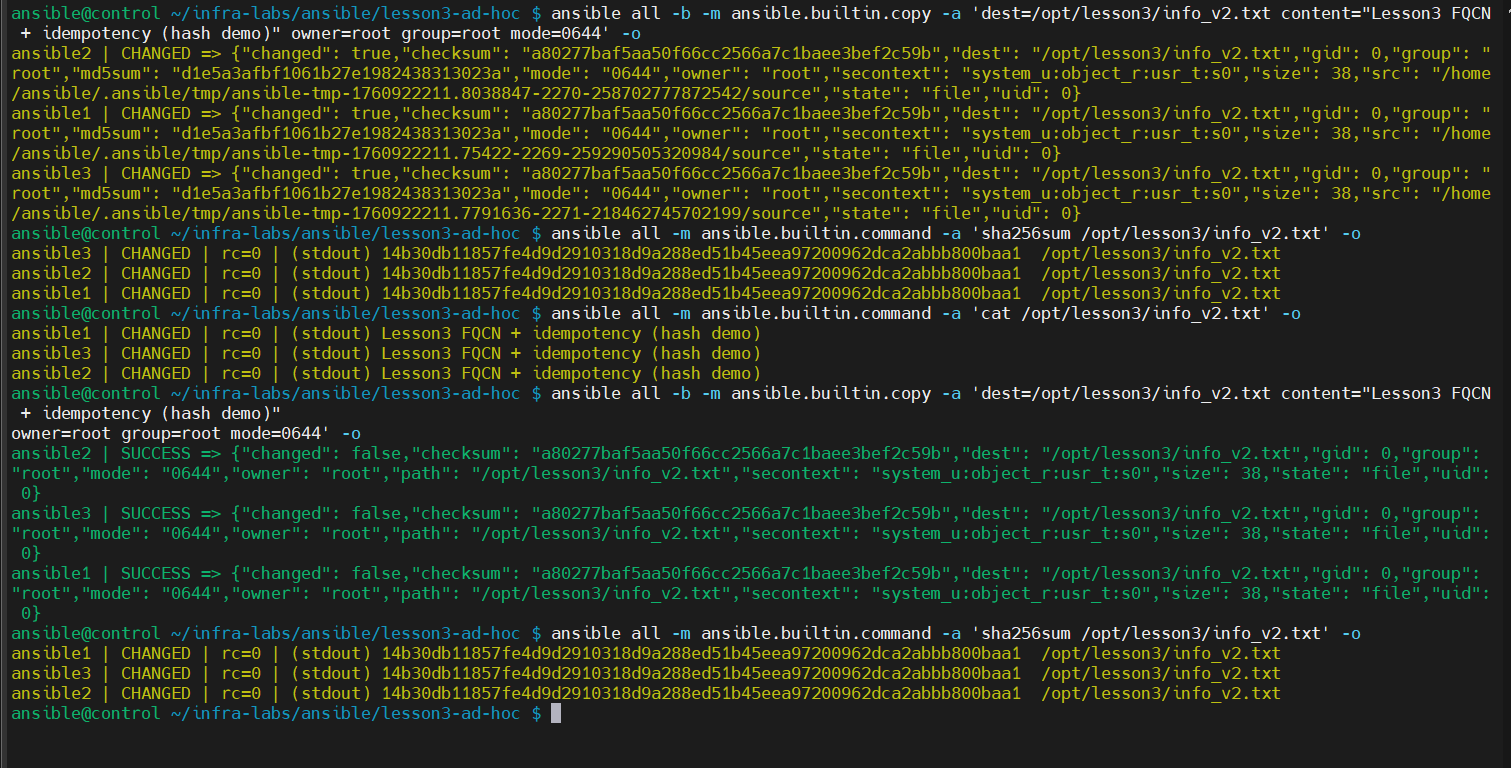 ansible@control ~/infra-labs/ansible/lesson3-ad-hoc $ ansible all -b -m ansible.builtin.copy -a 'dest=/opt/lesson3/info_v2.txt content="Lesson3 FQCN
+ idempotency (hash demo)" owner=root group=root mode=0644' -o
ansible2 | CHANGED => {"changed": true,"checksum": "a80277baf5aa50f66cc2566a7c1baee3bef2c59b","dest": "/opt/lesson3/info_v2.txt","gid": 0,"group": "
root","md5sum": "d1e5a3afbf1061b27e1982438313023a","mode": "0644","owner": "root","secontext": "system_u:object_r:usr_t:s0","size": 38,"src": "/home
/ansible/.ansible/tmp/ansible-tmp-1760922211.8038847-2270-258702777872542/source","state": "file","uid": 0}
ansible1 | CHANGED => {"changed": true,"checksum": "a80277baf5aa50f66cc2566a7c1baee3bef2c59b","dest": "/opt/lesson3/info_v2.txt","gid": 0,"group": "
root","md5sum": "d1e5a3afbf1061b27e1982438313023a","mode": "0644","owner": "root","secontext": "system_u:object_r:usr_t:s0","size": 38,"src": "/home
/ansible/.ansible/tmp/ansible-tmp-1760922211.75422-2269-259290505320984/source","state": "file","uid": 0}
ansible3 | CHANGED => {"changed": true,"checksum": "a80277baf5aa50f66cc2566a7c1baee3bef2c59b","dest": "/opt/lesson3/info_v2.txt","gid": 0,"group": "
root","md5sum": "d1e5a3afbf1061b27e1982438313023a","mode": "0644","owner": "root","secontext": "system_u:object_r:usr_t:s0","size": 38,"src": "/home
/ansible/.ansible/tmp/ansible-tmp-1760922211.7791636-2271-218462745702199/source","state": "file","uid": 0}
ansible@control ~/infra-labs/ansible/lesson3-ad-hoc $ ansible all -m ansible.builtin.command -a 'sha256sum /opt/lesson3/info_v2.txt' -o
ansible3 | CHANGED | rc=0 | (stdout) 14b30db11857fe4d9d2910318d9a288ed51b45eea97200962dca2abbb800baa1  /opt/lesson3/info_v2.txt
ansible2 | CHANGED | rc=0 | (stdout) 14b30db11857fe4d9d2910318d9a288ed51b45eea97200962dca2abbb800baa1  /opt/lesson3/info_v2.txt
ansible1 | CHANGED | rc=0 | (stdout) 14b30db11857fe4d9d2910318d9a288ed51b45eea97200962dca2abbb800baa1  /opt/lesson3/info_v2.txt
ansible@control ~/infra-labs/ansible/lesson3-ad-hoc $ ansible all -m ansible.builtin.command -a 'cat /opt/lesson3/info_v2.txt' -o
ansible1 | CHANGED | rc=0 | (stdout) Lesson3 FQCN + idempotency (hash demo)
ansible3 | CHANGED | rc=0 | (stdout) Lesson3 FQCN + idempotency (hash demo)
ansible2 | CHANGED | rc=0 | (stdout) Lesson3 FQCN + idempotency (hash demo)
ansible@control ~/infra-labs/ansible/lesson3-ad-hoc $ ansible all -b -m ansible.builtin.copy -a 'dest=/opt/lesson3/info_v2.txt content="Lesson3 FQCN
+ idempotency (hash demo)"
owner=root group=root mode=0644' -o
ansible2 | SUCCESS => {"changed": false,"checksum": "a80277baf5aa50f66cc2566a7c1baee3bef2c59b","dest": "/opt/lesson3/info_v2.txt","gid": 0,"group":
"root","mode": "0644","owner": "root","path": "/opt/lesson3/info_v2.txt","secontext": "system_u:object_r:usr_t:s0","size": 38,"state": "file","uid":
0}
ansible3 | SUCCESS => {"changed": false,"checksum": "a80277baf5aa50f66cc2566a7c1baee3bef2c59b","dest": "/opt/lesson3/info_v2.txt","gid": 0,"group":
"root","mode": "0644","owner": "root","path": "/opt/lesson3/info_v2.txt","secontext": "system_u:object_r:usr_t:s0","size": 38,"state": "file","uid":
0}
ansible1 | SUCCESS => {"changed": false,"checksum": "a80277baf5aa50f66cc2566a7c1baee3bef2c59b","dest": "/opt/lesson3/info_v2.txt","gid": 0,"group":
"root","mode": "0644","owner": "root","path": "/opt/lesson3/info_v2.txt","secontext": "system_u:object_r:usr_t:s0","size": 38,"state": "file","uid":
0}
ansible@control ~/infra-labs/ansible/lesson3-ad-hoc $ ansible all -m ansible.builtin.command -a 'sha256sum /opt/lesson3/info_v2.txt' -o
ansible1 | CHANGED | rc=0 | (stdout) 14b30db11857fe4d9d2910318d9a288ed51b45eea97200962dca2abbb800baa1  /opt/lesson3/info_v2.txt
ansible3 | CHANGED | rc=0 | (stdout) 14b30db11857fe4d9d2910318d9a288ed51b45eea97200962dca2abbb800baa1  /opt/lesson3/info_v2.txt
ansible2 | CHANGED | rc=0 | (stdout) 14b30db11857fe4d9d2910318d9a288ed51b45eea97200962dca2abbb800baa1  /opt/lesson3/info_v2.txt
ansible@control ~/infra-labs/ansible/lesson3-ad-hoc $